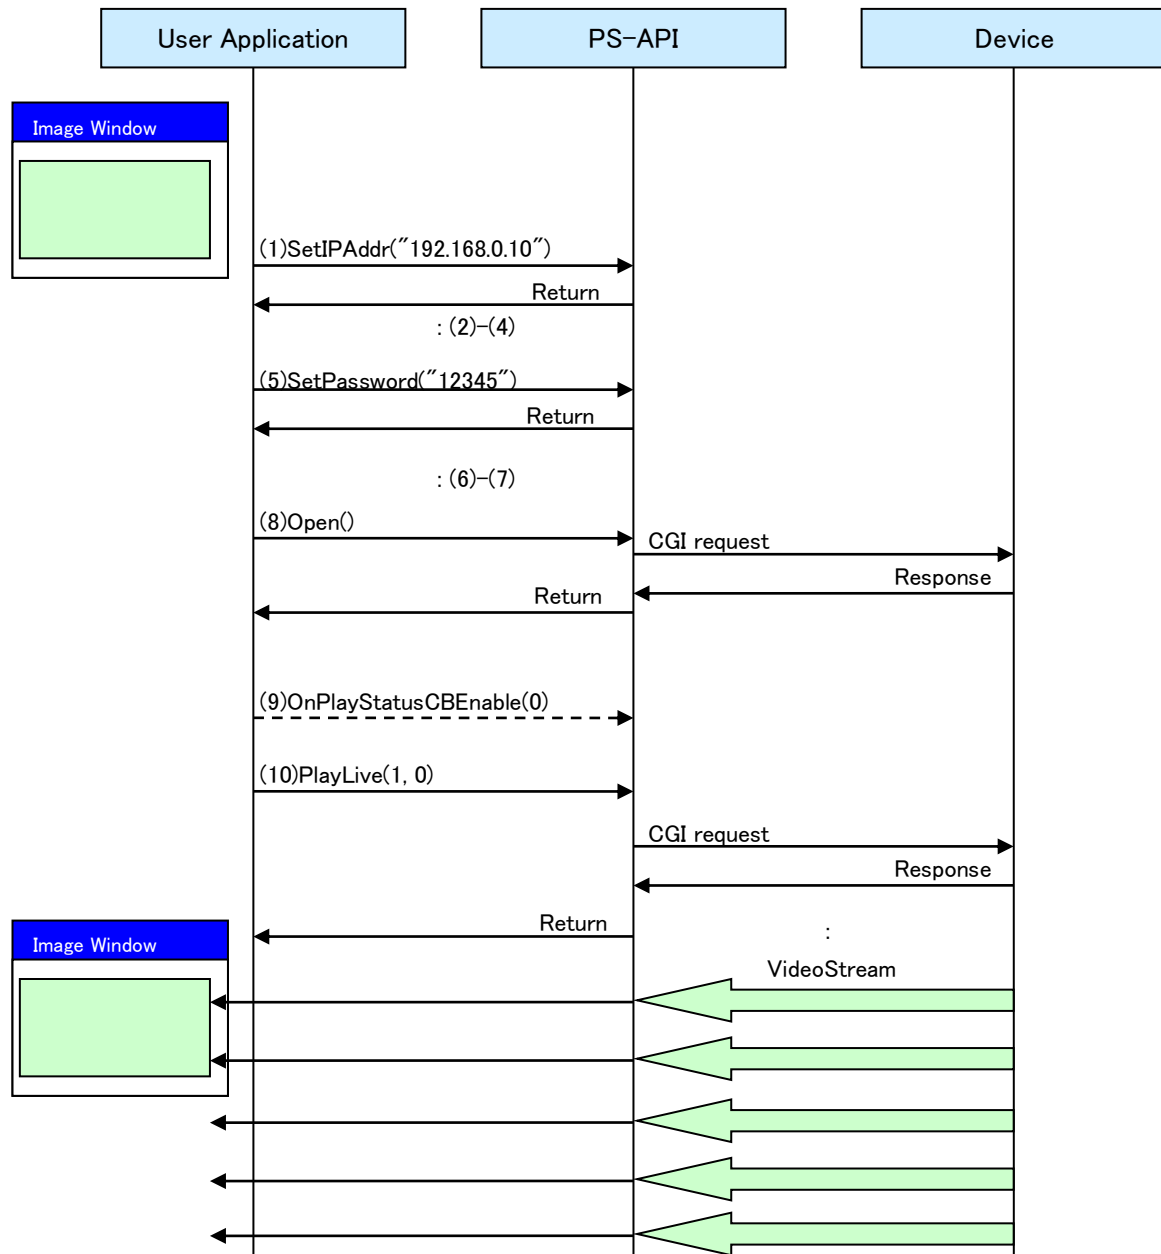 User Application
PS-API
Device
Image Window
(1)SetIPAddr("192.168.0.10")
Return
: (2)-(4)
(5)SetPassword("12345")
Return
: (6)-(7)
(8)Open()
CGI request
Response
Return
(9)OnPlayStatusCBEnable(0)
(10)PlayLive(1, 0)
CGI request
Response
Return
:
Image Window
VideoStream